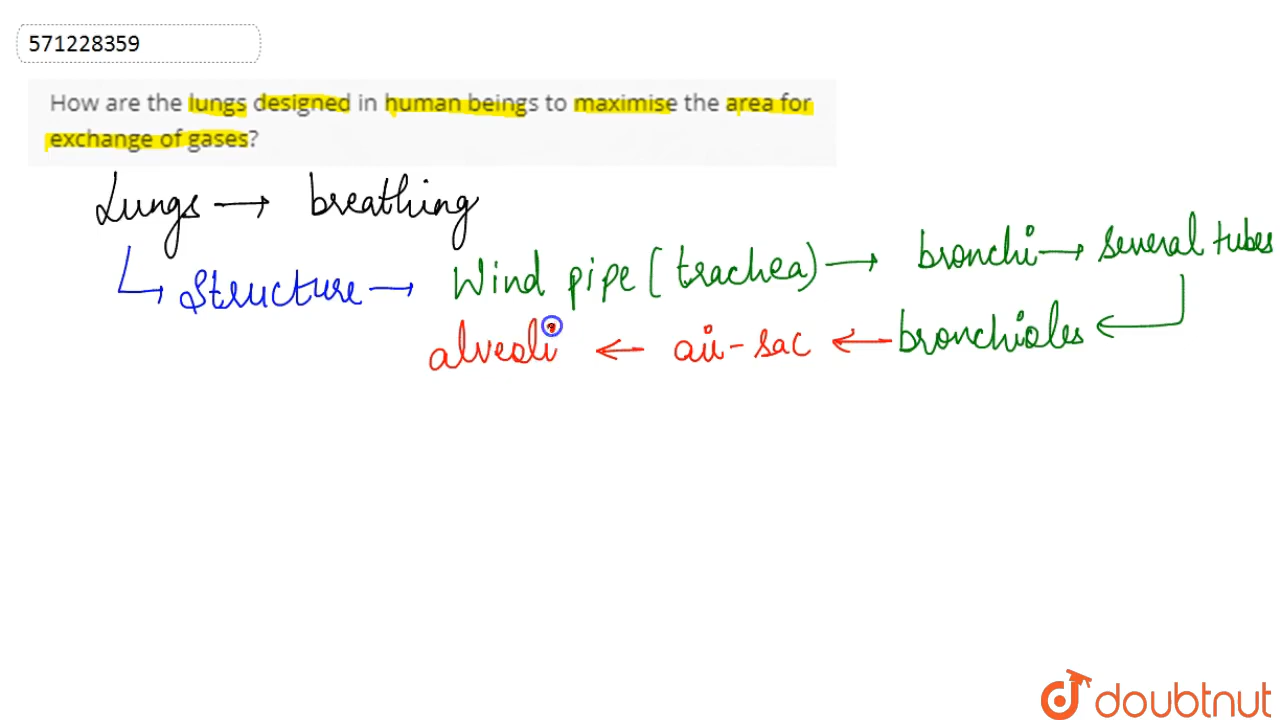 571228359
How are the lungs designed in human beings to maximise the area for
exchange of gases?
Lungs → breathing
↳ Structure → Wind pipe (trachea) → bronchi → several tubes
alveoli ← air-sac ← bronchioles
doubtnut